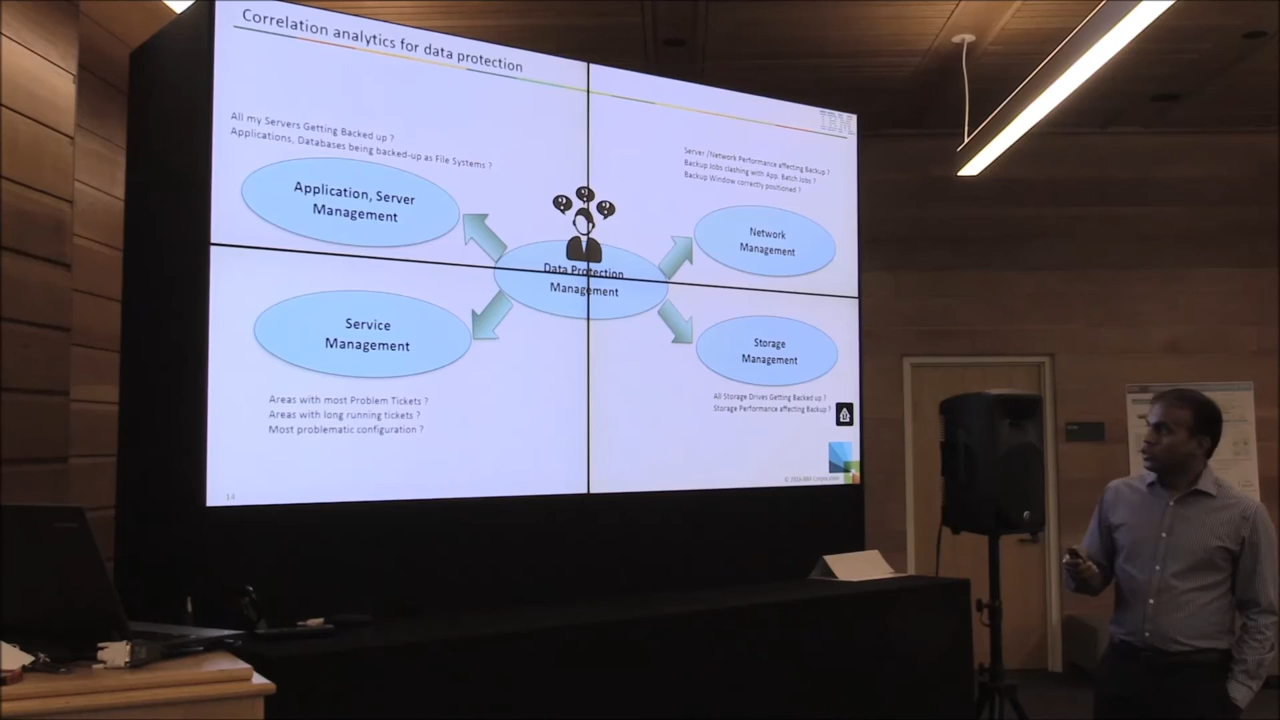 Correlation analytics for data protection
IBM
All my Servers Getting Backed up ?
Applications, Databases being backed-up as File Systems ?
Server /Network Performance affecting Backup ?
Backup Jobs clashing with App. Batch Jobs ?
Backup Window correctly positioned ?
Application, Server
Management
? ? ?
Network
Management
Data Protection
Management
Service
Management
Storage
Management
Areas with most Problem Tickets ?
Areas with long running tickets ?
Most problematic configuration ?
All Storage Drives Getting Backed up ?
Storage Performance affecting Backup ?
14
IBM Corporation